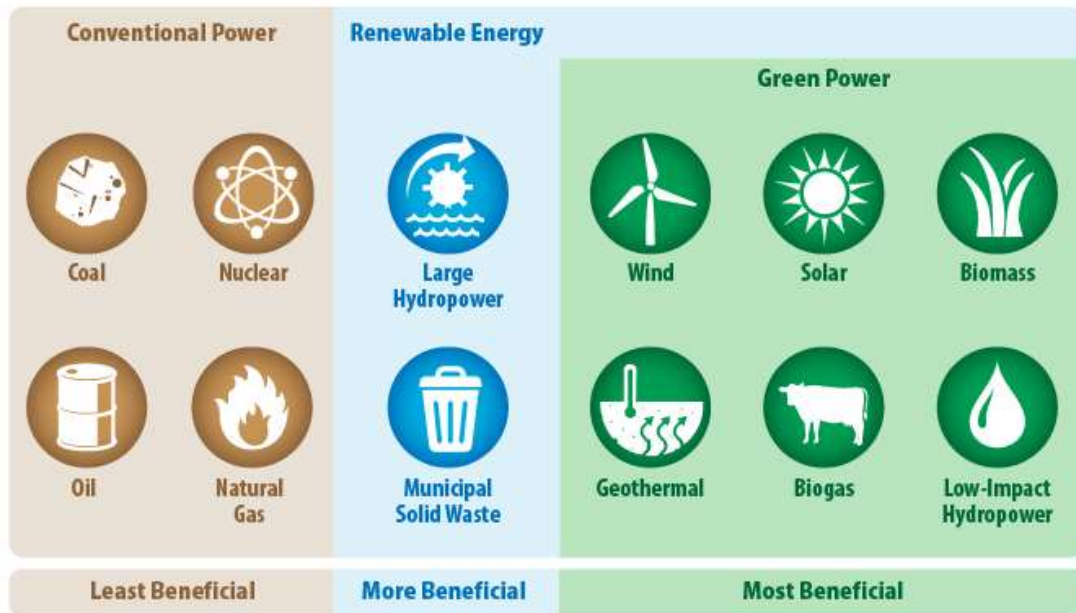 Conventional Power
Renewable Energy
Green Power
Coal
Nuclear
Large
Hydropower
Wind
Solar
Biomass
Oil
Natural
Gas
Municipal
Solid Waste
Geothermal
Biogas
Low-Impact
Hydropower
Least Beneficial
More Beneficial
Most Beneficial